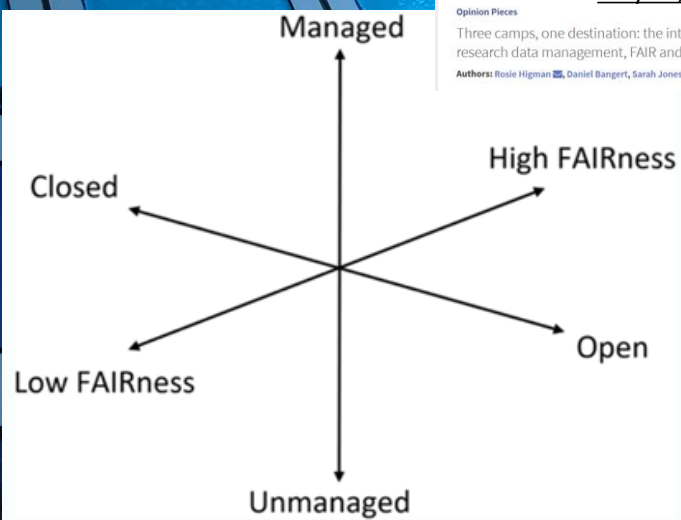 Opinion Pieces
Three camps, one destination: the
research data management, FAIR and
Authors: Rosie Higman, Daniel Bangert, Sarah Jones
Managed
High FAIRness
Closed
Open
Low FAIRness
Unmanaged